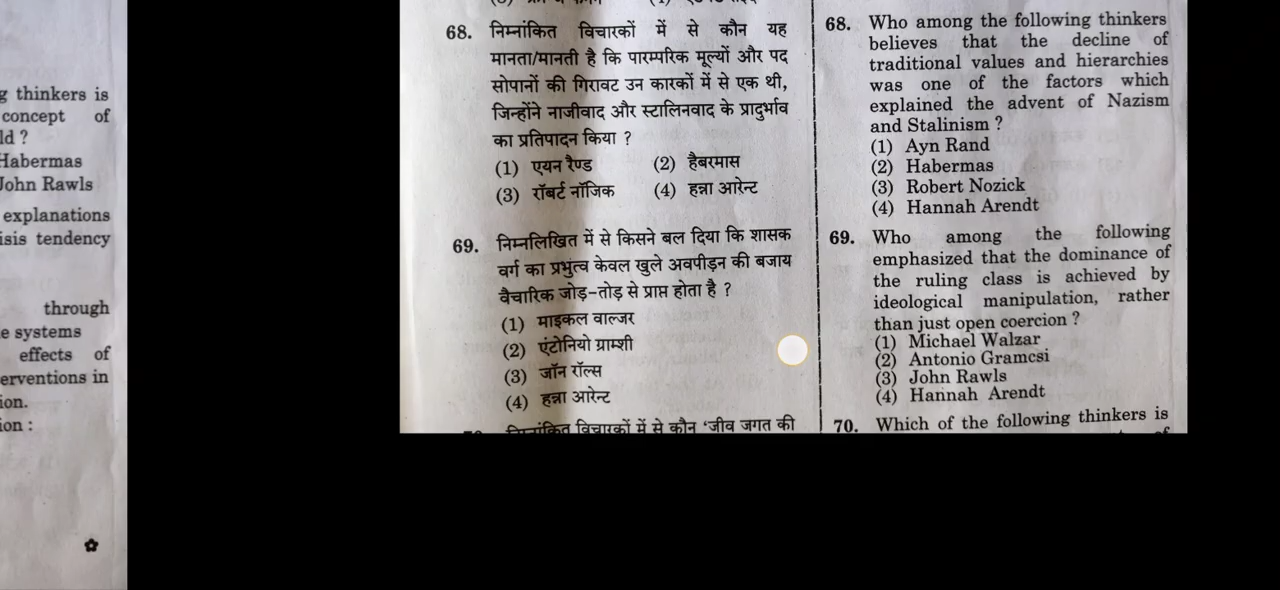 g thinkers is
concept of
ld ?
Habermas
John Rawls
explanations
isis tendency
through
e systems
effects of
erventions in
ion.
ion :
68. निम्नांकित विचारकों में से कौन यह
मानता/मानती है कि पारम्परिक मूल्यों और पद
सोपानों की गिरावट उन कारकों में से एक थी,
जिन्होंने नाजीवाद और स्टालिनवाद के प्रादुर्भाव
का प्रतिपादन किया ?
(1) एयन रैण्ड (2) हैबरमास
(3) रॉबर्ट नॉजिक (4) हन्ना आरेन्ट
69. निम्नलिखित में से किसने बल दिया कि शासक
वर्ग का प्रभुत्व केवल खुले अवपीड़न की बजाय
वैचारिक जोड़-तोड़ से प्राप्त होता है ?
(1) माइकल वाल्जर
(2) एंटोनियो ग्राम्शी
(3) जॉन रॉल्स
(4) हन्ना आरेन्ट
निम्नांकित विचारकों में से कौन 'जीव जगत की
68. Who among the following thinkers
believes that the decline of
traditional values and hierarchies
was one of the factors which
explained the advent of Nazism
and Stalinism ?
(1) Ayn Rand
(2) Habermas
(3) Robert Nozick
(4) Hannah Arendt
69. Who among the following
emphasized that the dominance of
the ruling class is achieved by
ideological manipulation, rather
than just open coercion ?
(1) Michael Walzar
(2) Antonio Gramcsi
(3) John Rawls
(4) Hannah Arendt
70. Which of the following thinkers is